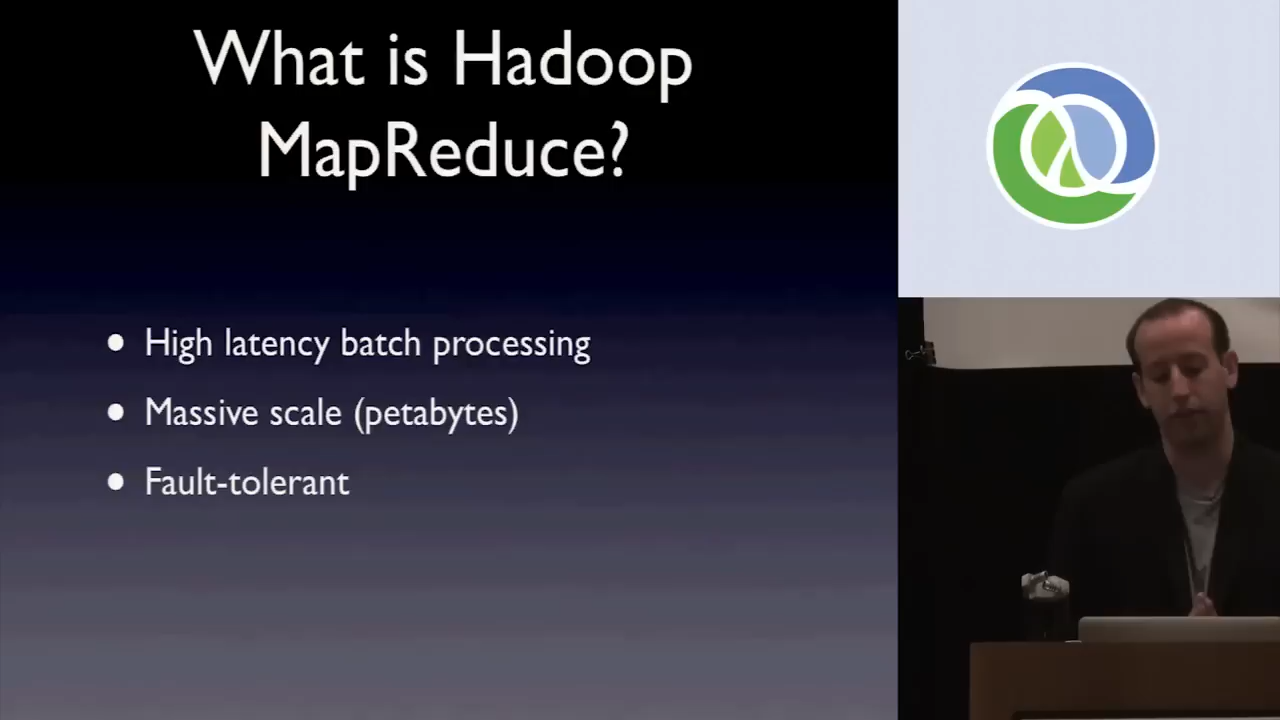 What is Hadoop
MapReduce?
• High latency batch processing
• Massive scale (petabytes)
• Fault-tolerant